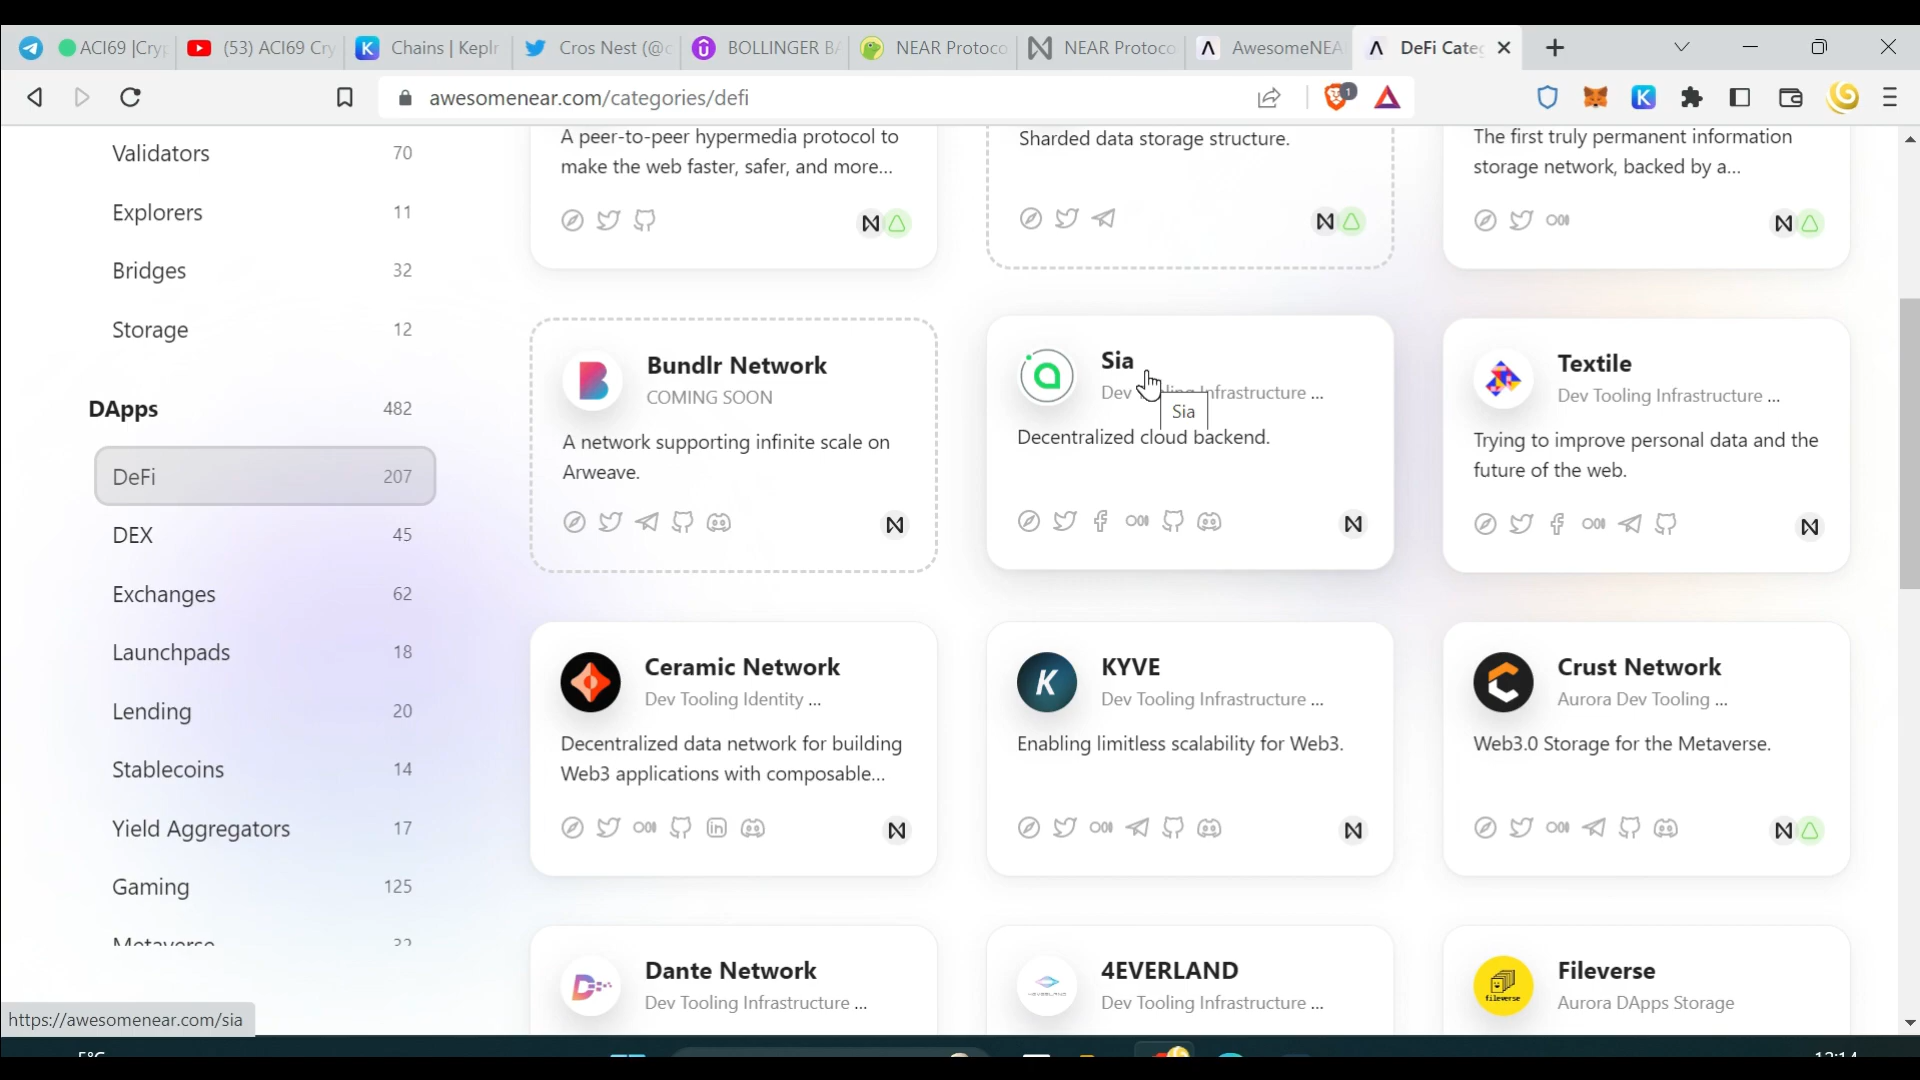 ACI69 |Cry
(53) ACI69 Cry
Chains | Keplr
Cros Nest (@c
BOLLINGER BA
NEAR Protoco
NEAR Protoco
AwesomeNEA
DeFi Cate
awesomenear.com/categories/defi
1
Validators 70
Explorers 11
Bridges 32
Storage 12
DApps 482
DeFi 207
DEX 45
Exchanges 62
Launchpads 18
Lending 20
Stablecoins 14
Yield Aggregators 17
Gaming 125
Metaverse 32
A peer-to-peer hypermedia protocol to
make the web faster, safer, and more...
Sharded data storage structure.
The first truly permanent information
storage network, backed by a...
Bundlr Network
COMING SOON
A network supporting infinite scale on
Arweave.
Sia
Dev Tooling Infrastructure ...
Sia
Decentralized cloud backend.
Textile
Dev Tooling Infrastructure ...
Trying to improve personal data and the
future of the web.
Ceramic Network
Dev Tooling Identity ...
Decentralized data network for building
Web3 applications with composable...
KYVE
Dev Tooling Infrastructure ...
Enabling limitless scalability for Web3.
Crust Network
Aurora Dev Tooling ...
Web3.0 Storage for the Metaverse.
Dante Network
Dev Tooling Infrastructure ...
4EVERLAND
Dev Tooling Infrastructure ...
fileverse
Fileverse
Aurora DApps Storage
https://awesomenear.com/sia